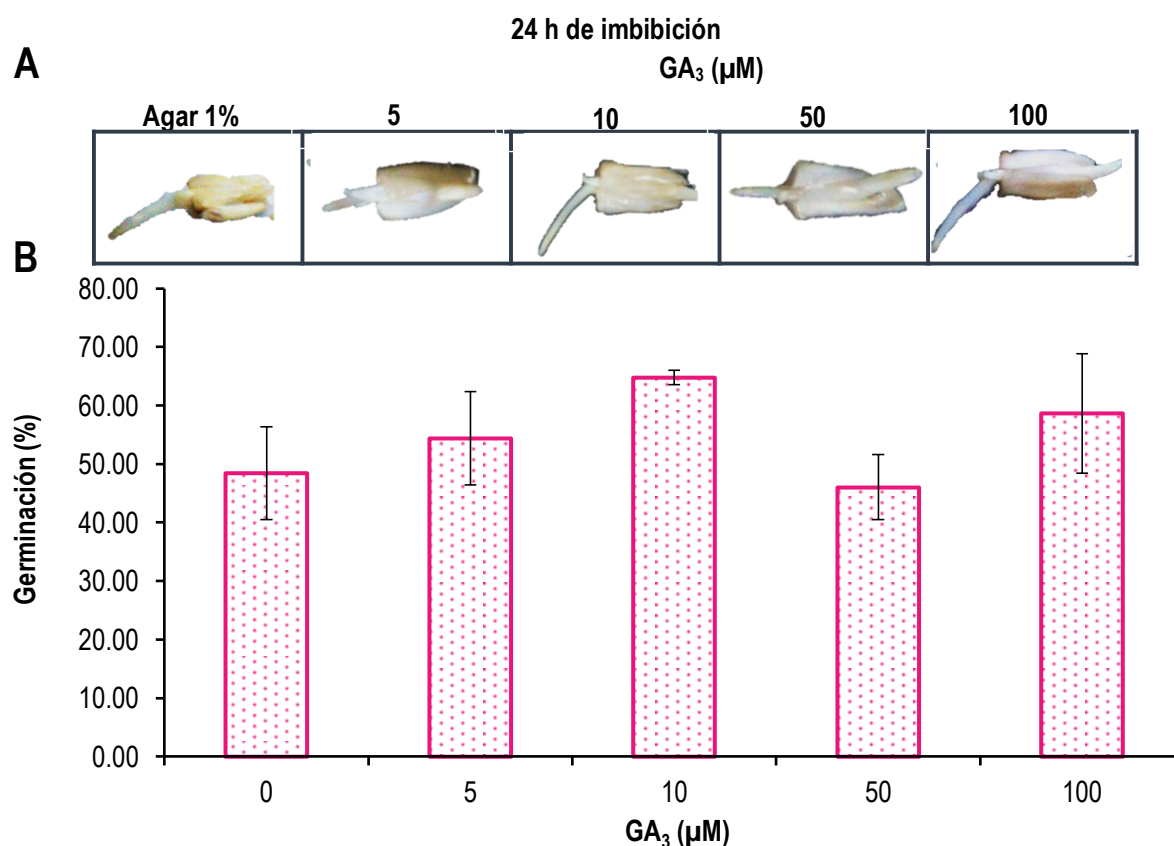 24 h de imbibición
A
GA₃ (µM)
Agar 1% 5 10 50 100
B
80.00
70.00
60.00
50.00
40.00
30.00
20.00
10.00
0.00
Germinación (%)
0 5 10 50 100
GA₃ (µM)